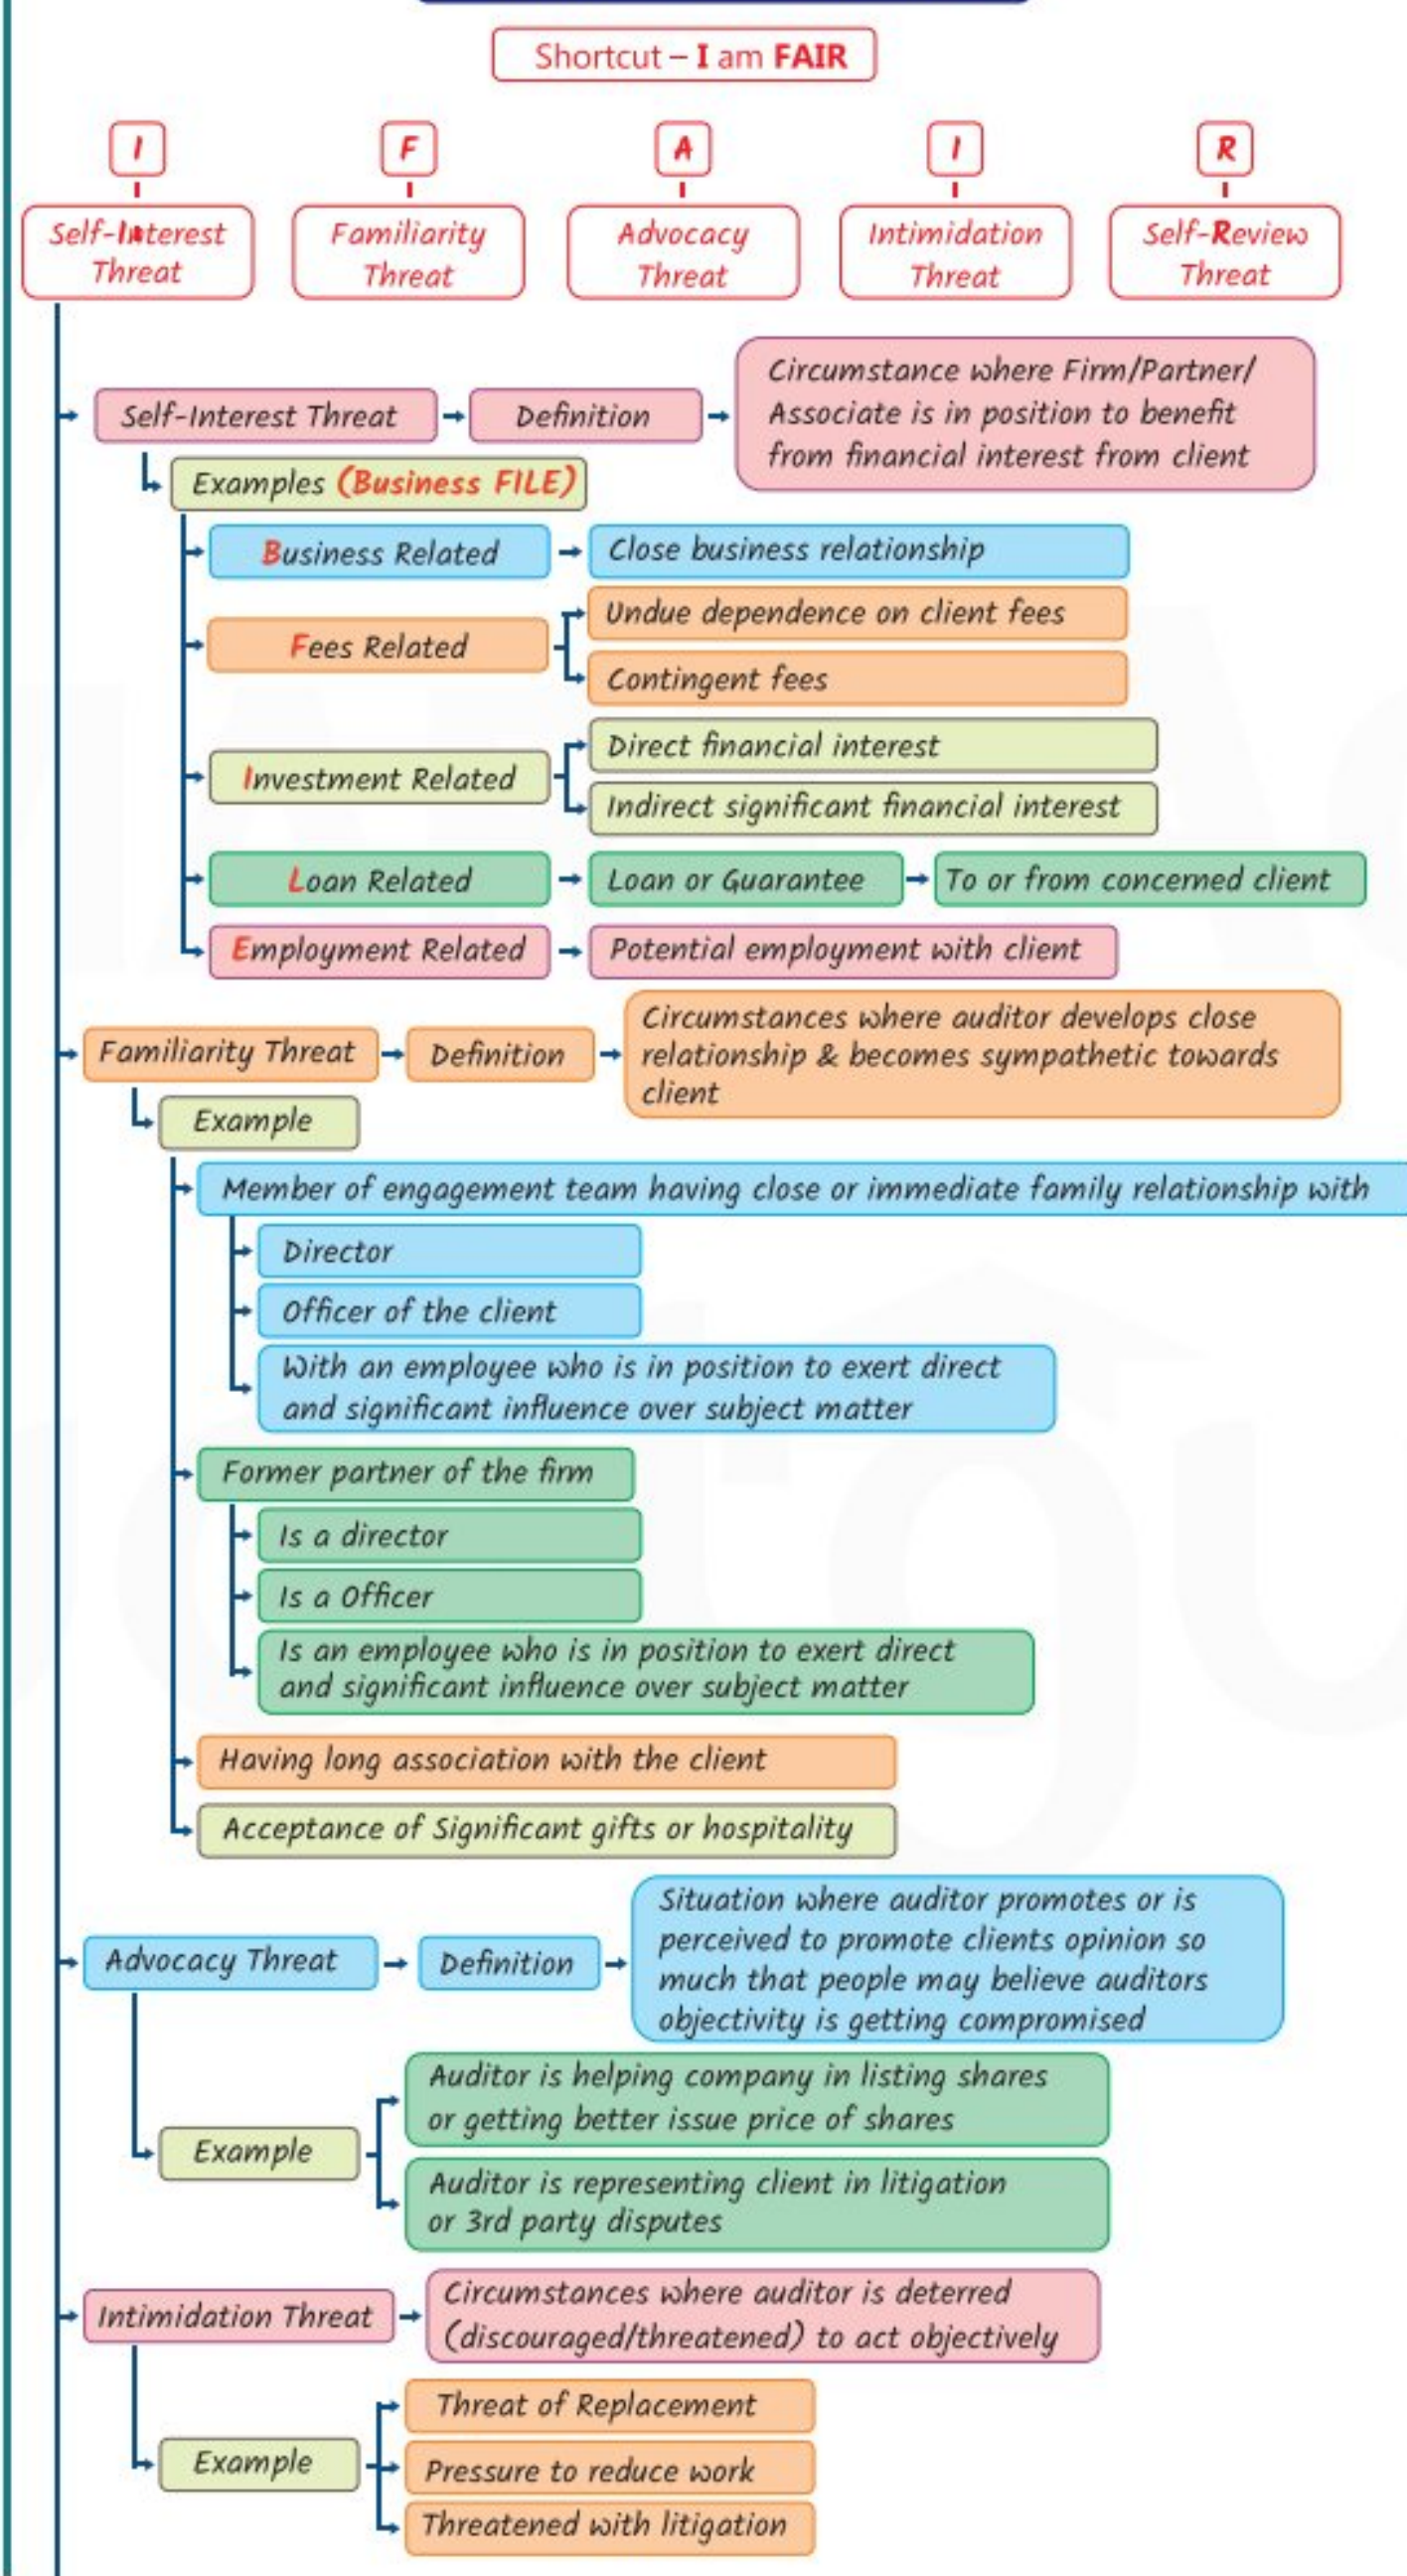 Shortcut – I am FAIR
I
F
A
I
R
Self-Interest
Threat
Familiarity
Threat
Advocacy
Threat
Intimidation
Threat
Self-Review
Threat
Self-Interest Threat
Definition
Circumstance where Firm/Partner/
Associate is in position to benefit
from financial interest from client
Examples (Business FILE)
Business Related
Close business relationship
Fees Related
Undue dependence on client fees
Contingent fees
Investment Related
Direct financial interest
Indirect significant financial interest
Loan Related
Loan or Guarantee
To or from concerned client
Employment Related
Potential employment with client
Familiarity Threat
Definition
Circumstances where auditor develops close
relationship & becomes sympathetic towards
client
Example
Member of engagement team having close or immediate family relationship with
Director
Officer of the client
With an employee who is in position to exert direct
and significant influence over subject matter
Former partner of the firm
Is a director
Is a Officer
Is an employee who is in position to exert direct
and significant influence over subject matter
Having long association with the client
Acceptance of Significant gifts or hospitality
Advocacy Threat
Definition
Situation where auditor promotes or is
perceived to promote clients opinion so
much that people may believe auditors
objectivity is getting compromised
Example
Auditor is helping company in listing shares
or getting better issue price of shares
Auditor is representing client in litigation
or 3rd party disputes
Intimidation Threat
Circumstances where auditor is deterred
(discouraged/threatened) to act objectively
Example
Threat of Replacement
Pressure to reduce work
Threatened with litigation